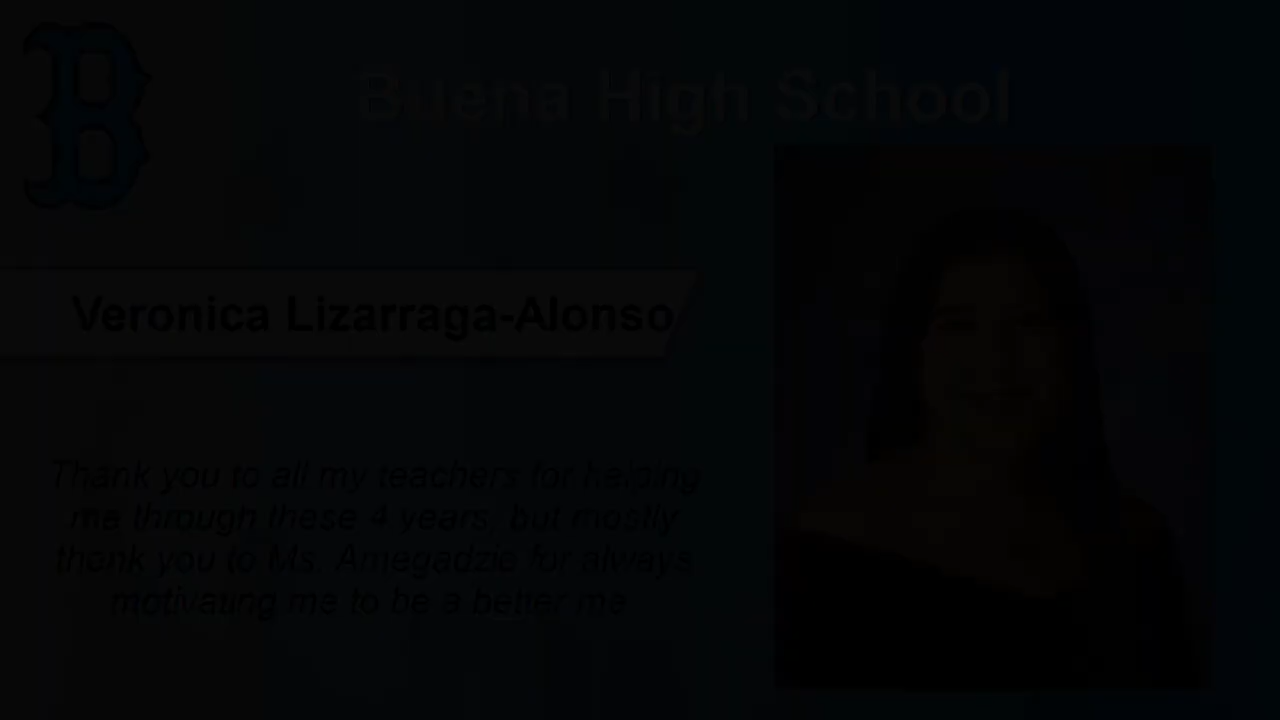 B
Buena High School
Veronica Lizarraga-Alonso
Thank you to all my teachers for helping
me through these 4 years, but mostly
thank you to Ms. Amegadzie for always
motivating me to be a better me